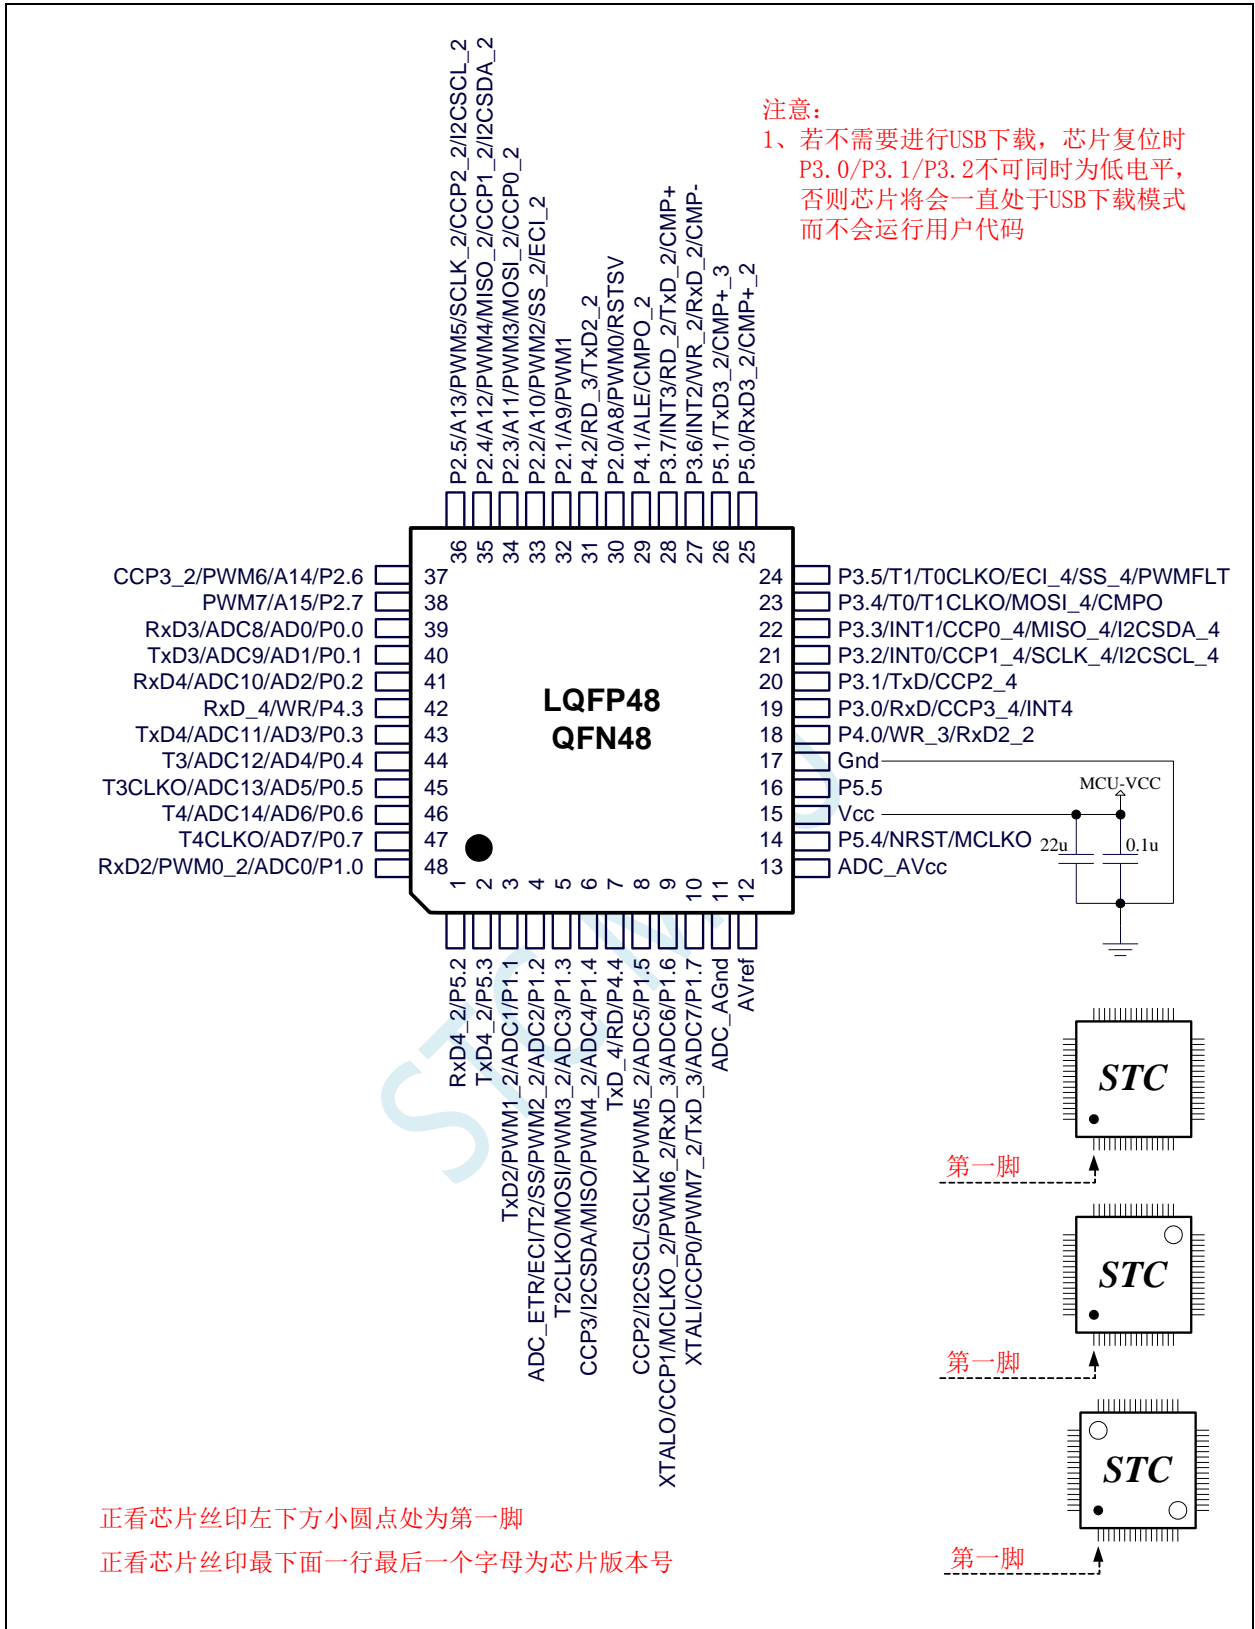 P2.5/A13/PWM5/SCLK_2/CCP2_2/I2CSCL_2
P2.4/A12/PWM4/MISO_2/CCP1_2/I2CSDA_2
P2.3/A11/PWM3/MOSI_2/CCP0_2
P2.2/A10/PWM2/SS_2/ECI_2
P2.1/A9/PWM1
P4.2/RD_3/TxD2_2
P2.0/A8/PWM0/RSTSV
P4.1/ALE/CMPO_2
P3.7/INT3/RD_2/TxD_2/CMP+
P3.6/INT2/WR_2/RxD_2/CMP-
P5.1/TxD3_2/CMP+_3
P5.0/RxD3_2/CMP+_2
注意：
1、若不需要进行USB下载，芯片复位时
P3.0/P3.1/P3.2不可同时为低电平，
否则芯片将会一直处于USB下载模式
而不会运行用户代码
36 35 34 33 32 31 30 29 28 27 26 25
CCP3_2/PWM6/A14/P2.6 37
PWM7/A15/P2.7 38
RxD3/ADC8/AD0/P0.0 39
TxD3/ADC9/AD1/P0.1 40
RxD4/ADC10/AD2/P0.2 41
RxD_4/WR/P4.3 42
TxD4/ADC11/AD3/P0.3 43
T3/ADC12/AD4/P0.4 44
T3CLKO/ADC13/AD5/P0.5 45
T4/ADC14/AD6/P0.6 46
T4CLKO/AD7/P0.7 47
RxD2/PWM0_2/ADC0/P1.0 48
LQFP48
QFN48
24 P3.5/T1/T0CLKO/ECI_4/SS_4/PWMFLT
23 P3.4/T0/T1CLKO/MOSI_4/CMPO
22 P3.3/INT1/CCP0_4/MISO_4/I2CSDA_4
21 P3.2/INT0/CCP1_4/SCLK_4/I2CSCL_4
20 P3.1/TxD/CCP2_4
19 P3.0/RxD/CCP3_4/INT4
18 P4.0/WR_3/RxD2_2
17 Gnd
16 P5.5
15 Vcc
14 P5.4/NRST/MCLKO
13 ADC_AVcc
MCU-VCC
22u
0.1u
1 2 3 4 5 6 7 8 9 10 11 12
RxD4_2/P5.2
TxD4_2/P5.3
TxD2/PWM1_2/ADC1/P1.1
ADC_ETR/ECI/T2/SS/PWM2_2/ADC2/P1.2
T2CLKO/MOSI/PWM3_2/ADC3/P1.3
CCP3/I2CSDA/MISO/PWM4_2/ADC4/P1.4
TxD_4/RD/P4.4
CCP2/I2CSCL/SCLK/PWM5_2/ADC5/P1.5
XTALO/CCP1/MCLKO_2/PWM6_2/RxD_3/ADC6/P1.6
XTALI/CCP0/PWM7_2/TxD_3/ADC7/P1.7
ADC_AGnd
AVref
STC
第一脚
STC
第一脚
STC
第一脚
正看芯片丝印左下方小圆点处为第一脚
正看芯片丝印最下面一行最后一个字母为芯片版本号